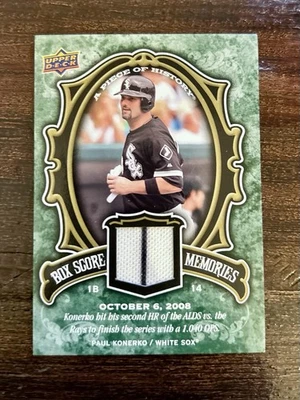 UPPER
DECK
A PIECE OF HISTORY
Sox
BOX SCORE MEMORIES
1B 14
OCTOBER 6, 2008
Konerko hit his second HR of the ALDS vs. the
Rays to finish the series with a 1.040 OPS.
PAUL KONERKO / WHITE SOX